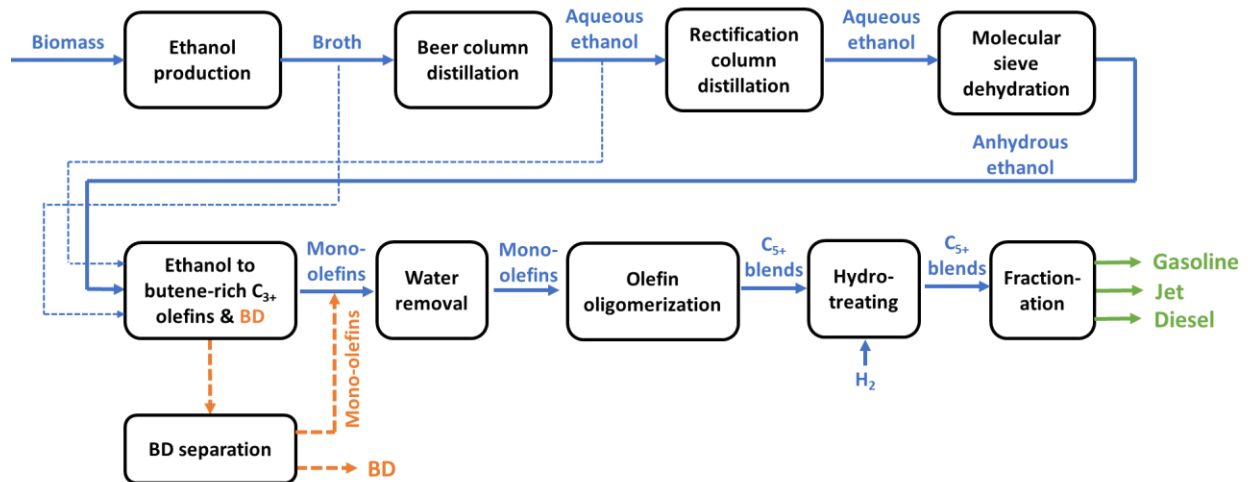 Biomass
Ethanol
production
Broth
Beer column
distillation
Aqueous
ethanol
Rectification
column
distillation
Aqueous
ethanol
Molecular
sieve
dehydration
Anhydrous
ethanol
Ethanol to
butene-rich C₃₊
olefins & BD
Mono-
olefins
Mono-olefins
Water
removal
Mono-
olefins
Olefin
oligomerization
C₅₊
blends
Hydro-
treating
H₂
C₅₊
blends
Fraction-
ation
Gasoline
Jet
Diesel
BD separation
BD